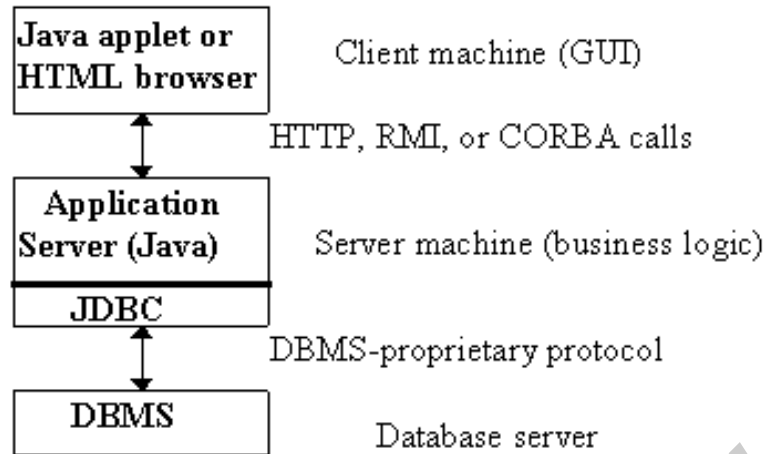 Java applet or
HTML browser
Client machine (GUI)
HTTP, RMI, or CORBA calls
Application
Server (Java)
Server machine (business logic)
JDBC
DBMS-proprietary protocol
DBMS
Database server